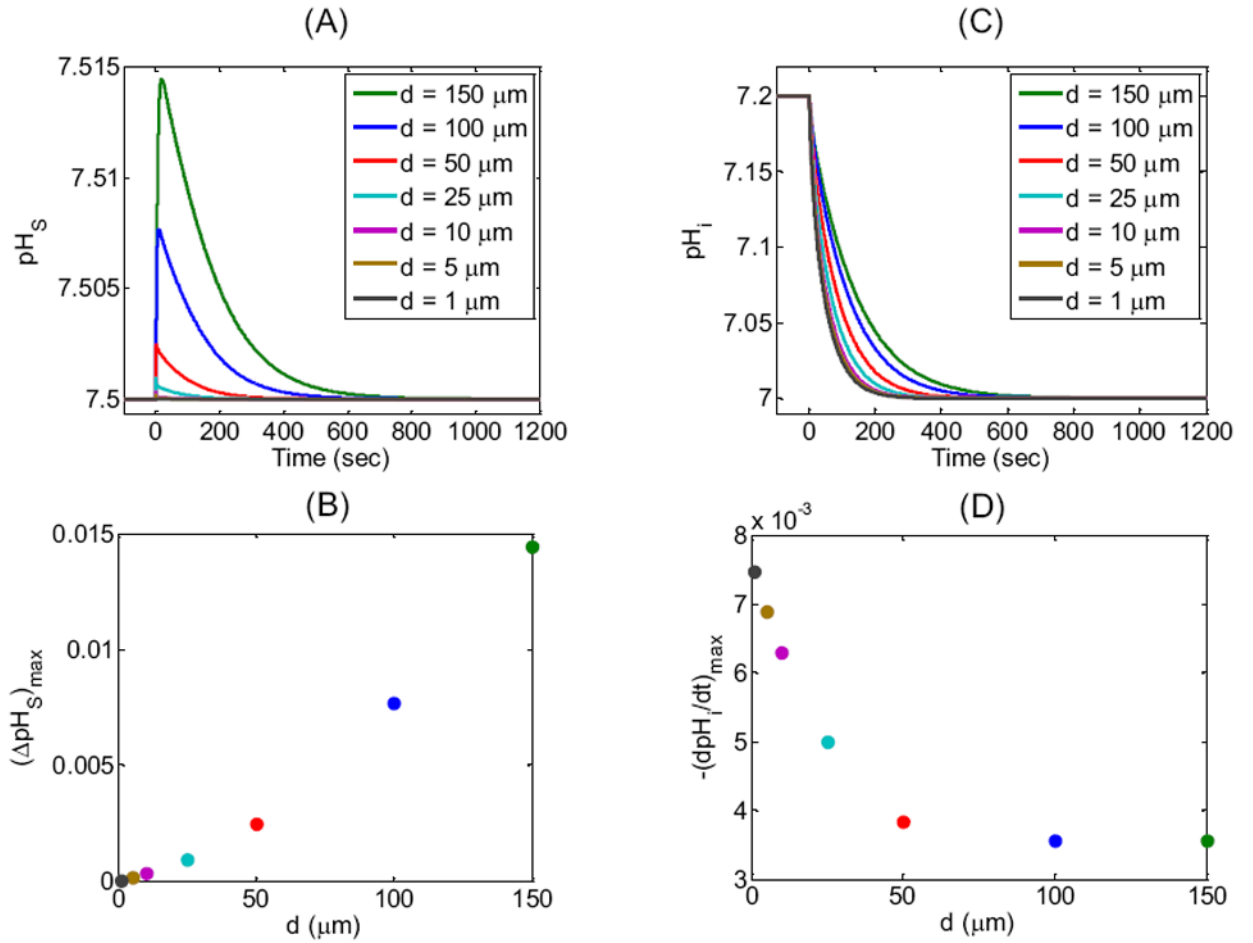 (A)
7.515
7.51
7.505
7.5
pH_S
0 200 400 600 800 1000 1200
Time (sec)
d = 150 μm
d = 100 μm
d = 50 μm
d = 25 μm
d = 10 μm
d = 5 μm
d = 1 μm
(C)
7.2
7.15
7.1
7.05
7
pH_i
0 200 400 600 800 1000 1200
Time (sec)
d = 150 μm
d = 100 μm
d = 50 μm
d = 25 μm
d = 10 μm
d = 5 μm
d = 1 μm
(B)
0.015
0.01
0.005
0
(ΔpH_S)_max
0 50 100 150
d (μm)
(D)
x 10^-3
8
7
6
5
4
3
-(dpH_i/dt)_max
0 50 100 150
d (μm)